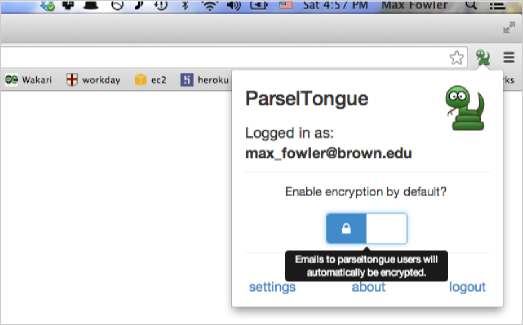 Sat 4:57 PM Max Fowler
Wakari workday ec2 heroku
ParselTongue
Logged in as:
max_fowler@brown.edu
Enable encryption by default?
Emails to parseltongue users will
automatically be encrypted.
settings about logout